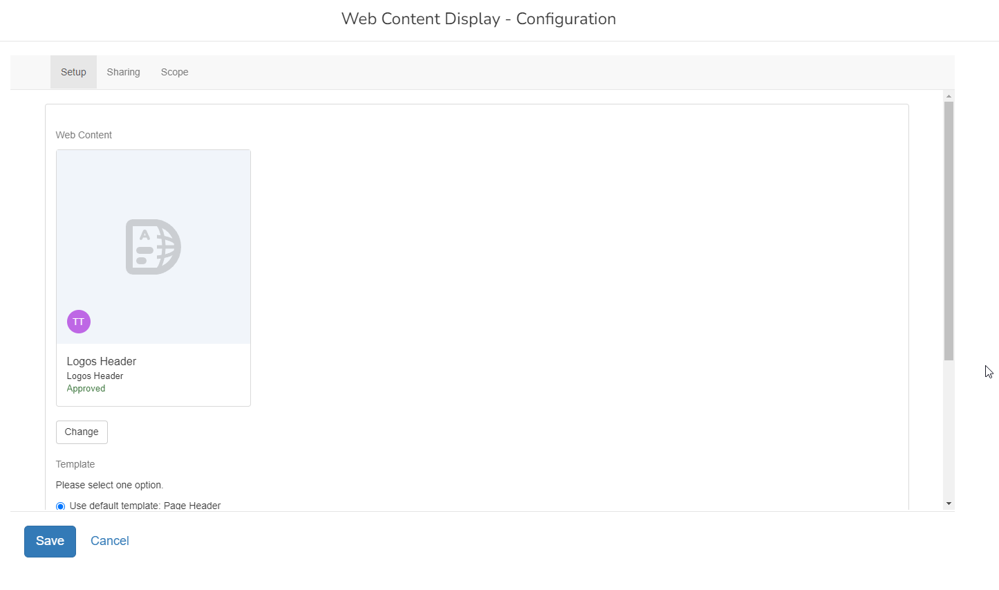 Web Content Display - Configuration
Setup Sharing Scope
Web Content
A
TT
Logos Header
Logos Header
Approved
Change
Template
Please select one option.
Use default template: Page Header
Save Cancel